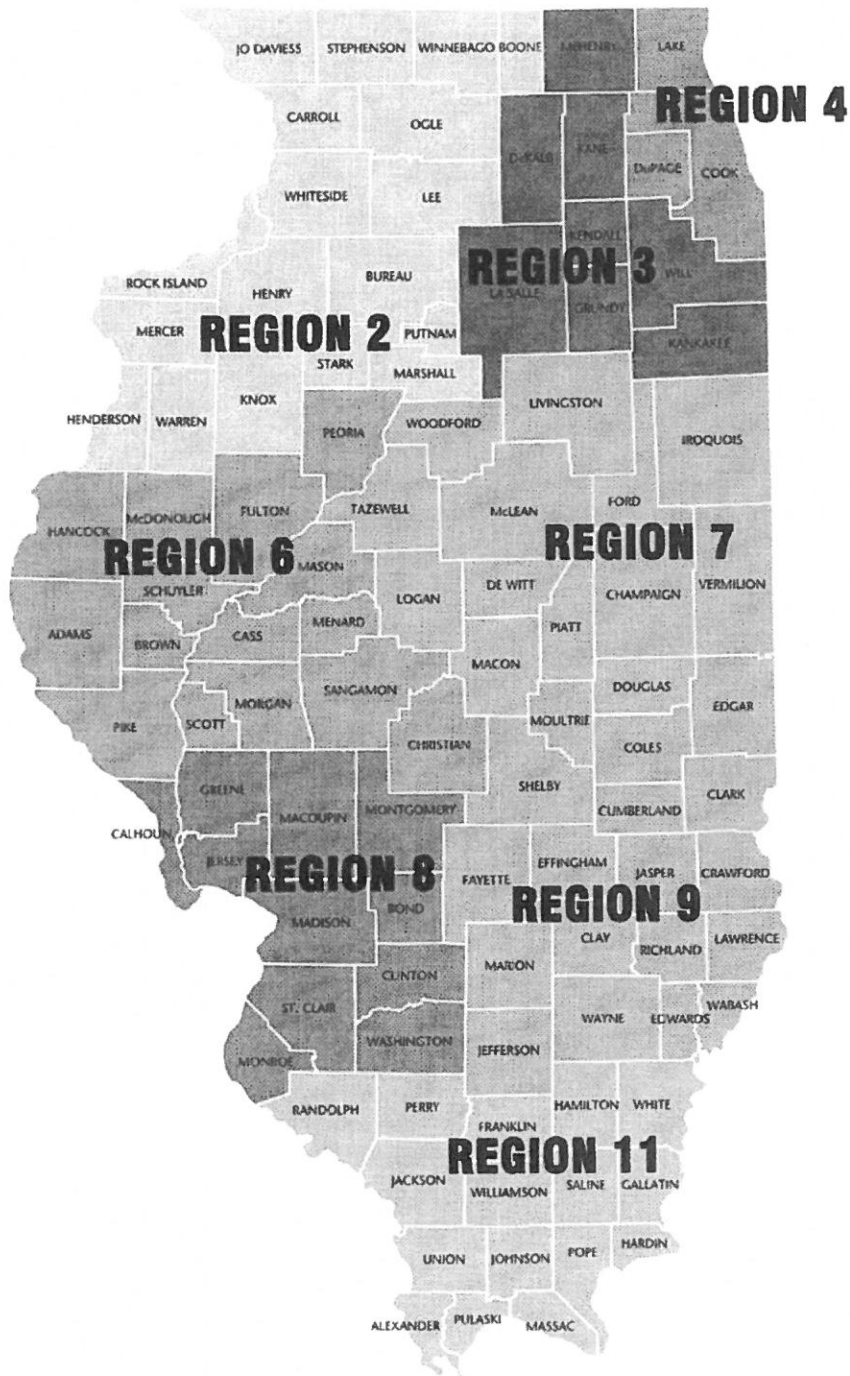 JO DAVIESS STEPHENSON WINNEBAGO BOONE McHENRY LAKE
REGION 4
CARROLL OGLE
DeKALB KANE DuPAGE COOK
WHITESIDE LEE
KENDALL
REGION 3
WILL
BUREAU
ROCK ISLAND HENRY LA SALLE GRUNDY
MERCER
REGION 2
PUTNAM KANKAKEE
STARK MARSHALL
KNOX LIVINGSTON
HENDERSON WARREN PEORIA WOODFORD
IROQUOIS
HANCOCK McDONOUGH FULTON TAZEWELL McLEAN FORD
REGION 6
REGION 7
MASON
SCHUYLER LOGAN DE WITT CHAMPAIGN VERMILION
ADAMS BROWN CASS MENARD PIATT
MACON
PIKE SCOTT MORGAN SANGAMON DOUGLAS EDGAR
MOULTRIE
CHRISTIAN COLES
GREENE SHELBY CLARK
MACOUPIN MONTGOMERY CUMBERLAND
CALHOUN
JERSEY
REGION 8
FAYETTE EFFINGHAM JASPER CRAWFORD
REGION 9
BOND
MADISON CLAY RICHLAND LAWRENCE
CLINTON MARION
ST. CLAIR WAYNE EDWARDS WABASH
WASHINGTON JEFFERSON
MONROE
RANDOLPH PERRY HAMILTON WHITE
FRANKLIN
REGION 11
JACKSON WILLIAMSON SALINE GALLATIN
UNION JOHNSON POPE HARDIN
ALEXANDER PULASKI MASSAC